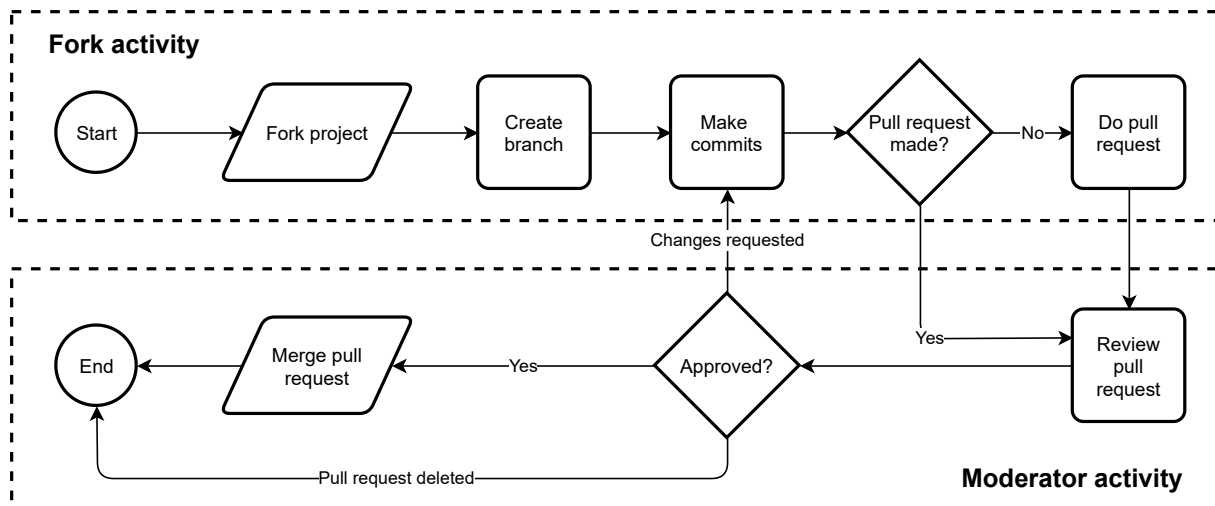 Fork activity
Start
Fork project
Create
branch
Make
commits
Pull request
made?
No
Do pull
request
Changes requested
End
Merge pull
request
Yes
Approved?
Yes
Review
pull
request
Pull request deleted
Moderator activity